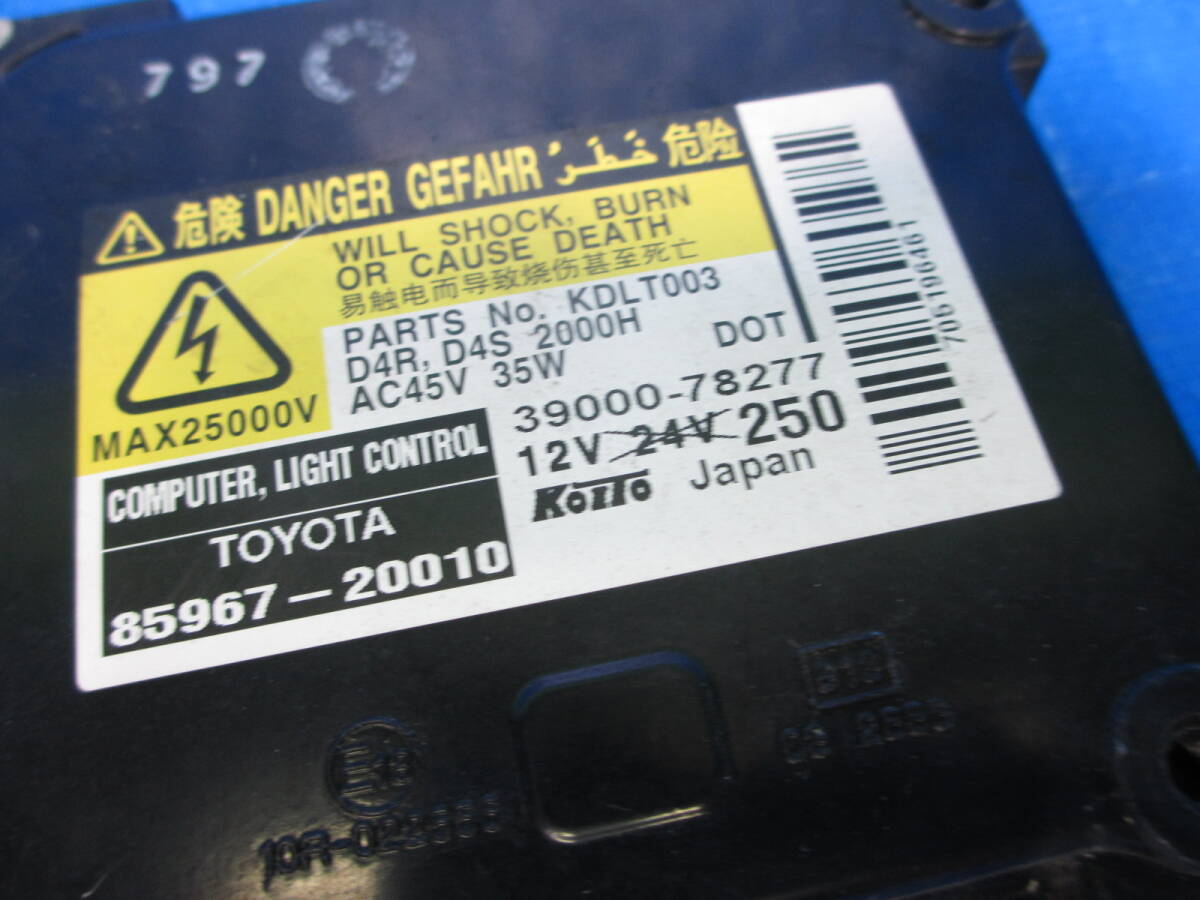 797
危険 DANGER GEFAHR خَطَرٌ 危险
WILL SHOCK, BURN
OR CAUSE DEATH
易触电而导致烧伤甚至死亡
MAX25000V
PARTS No. KDLT003
D4R, D4S 2000H
AC45V 35W DOT
39000-78277
12V 24V 250
KOITO Japan
COMPUTER, LIGHT CONTROL
TOYOTA
85967-20010
705196461